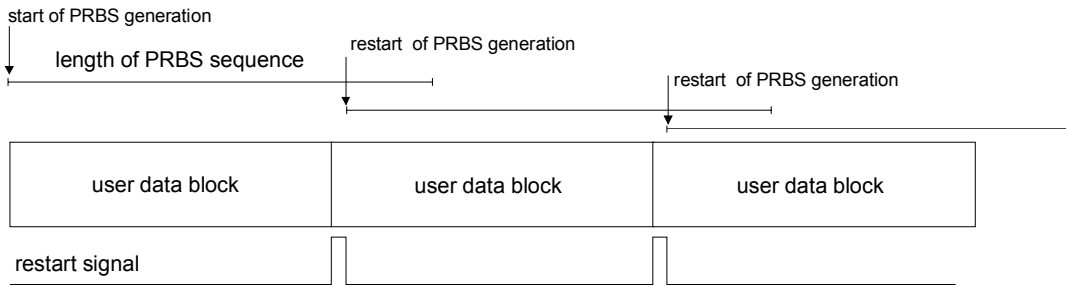 start of PRBS generation
restart of PRBS generation
length of PRBS sequence
restart of PRBS generation
user data block
user data block
user data block
restart signal